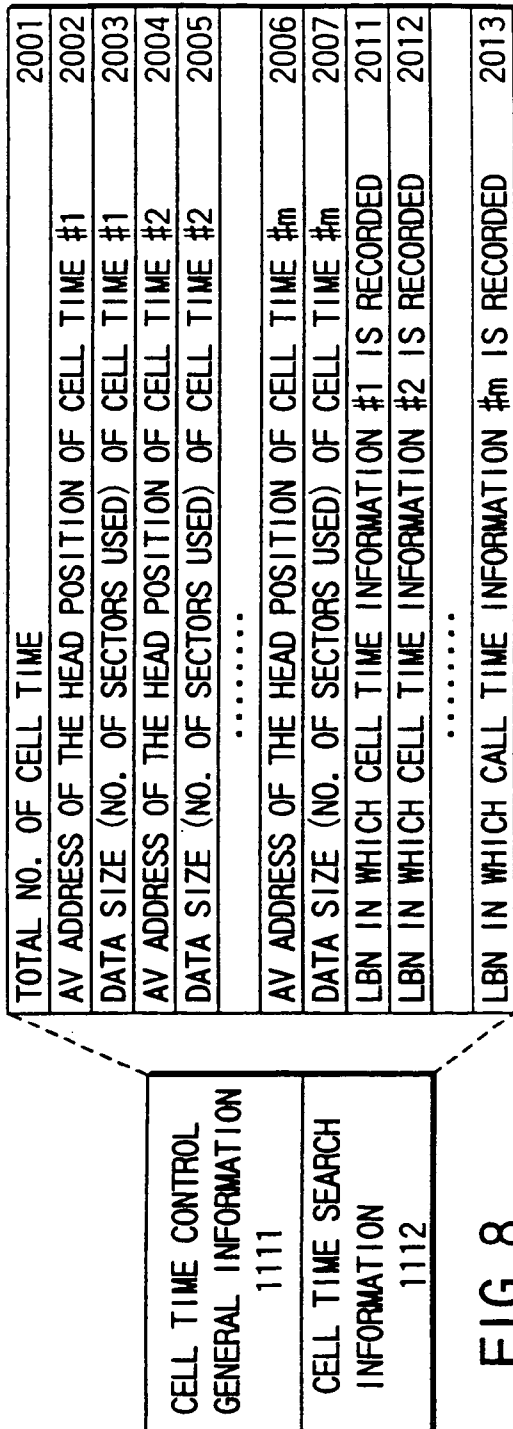 CELL TIME CONTROL
GENERAL INFORMATION
1111
CELL TIME SEARCH
INFORMATION
1112
TOTAL NO. OF CELL TIME 2001
AV ADDRESS OF THE HEAD POSITION OF CELL TIME #1 2002
DATA SIZE (NO. OF SECTORS USED) OF CELL TIME #1 2003
AV ADDRESS OF THE HEAD POSITION OF CELL TIME #2 2004
DATA SIZE (NO. OF SECTORS USED) OF CELL TIME #2 2005
........
AV ADDRESS OF THE HEAD POSITION OF CELL TIME #m 2006
DATA SIZE (NO. OF SECTORS USED) OF CELL TIME #m 2007
LBN IN WHICH CELL TIME INFORMATION #1 IS RECORDED 2011
LBN IN WHICH CELL TIME INFORMATION #2 IS RECORDED 2012
........
LBN IN WHICH CALL TIME INFORMATION #m IS RECORDED 2013
FIG. 8